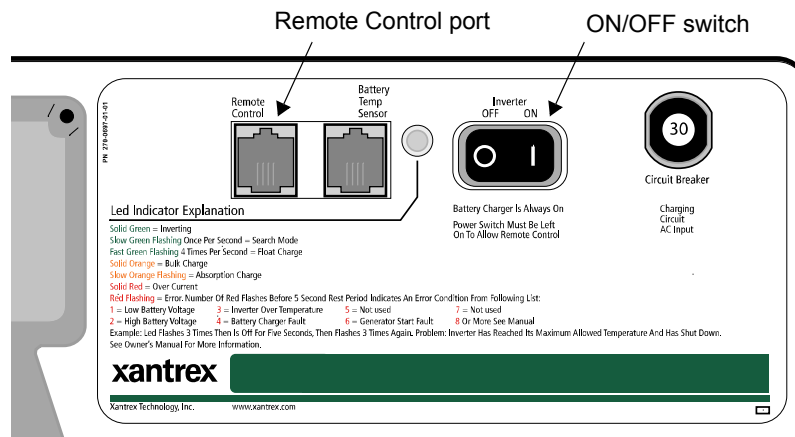 Remote Control port
ON/OFF switch
PN 270-0097-01-01
Remote
Control
Battery
Temp
Sensor
Inverter
OFF ON
30
Circuit Breaker
Led Indicator Explanation
Battery Charger Is Always On
Power Switch Must Be Left
On To Allow Remote Control
Charging
Circuit
AC Input
Solid Green = Inverting
Slow Green Flashing Once Per Second = Search Mode
Fast Green Flashing 4 Times Per Second = Float Charge
Solid Orange = Bulk Charge
Slow Orange Flashing = Absorption Charge
Solid Red = Over Current
Red Flashing = Error. Number Of Red Flashes Before 5 Second Rest Period Indicates An Error Condition From Following List:
1 = Low Battery Voltage 3 = Inverter Over Temperature 5 = Not used 7 = Not used
2 = High Battery Voltage 4 = Battery Charger Fault 6 = Generator Start Fault 8 Or More See Manual
Example: Led Flashes 3 Times Then Is Off For Five Seconds, Then Flashes 3 Times Again. Problem: Inverter Has Reached Its Maximum Allowed Temperature And Has Shut Down.
See Owner's Manual For More Information.
xantrex
Xantrex Technology, Inc. www.xantrex.com